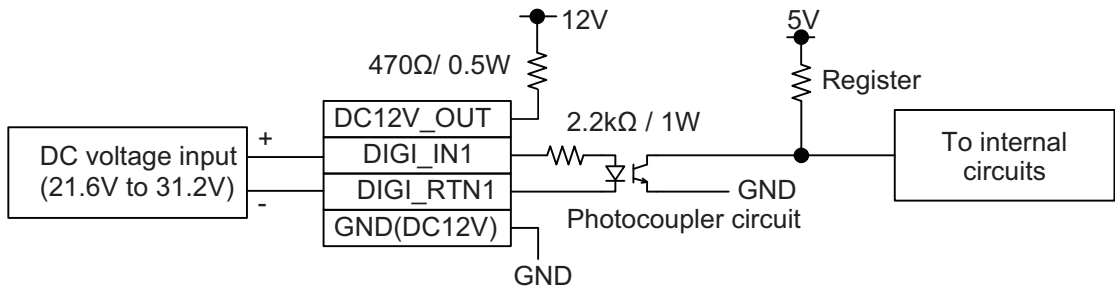 12V
5V
470Ω/ 0.5W
Register
DC12V_OUT
2.2kΩ / 1W
+
DC voltage input
(21.6V to 31.2V)
-
DIGI_IN1
DIGI_RTN1
GND(DC12V)
To internal
circuits
GND
Photocoupler circuit
GND